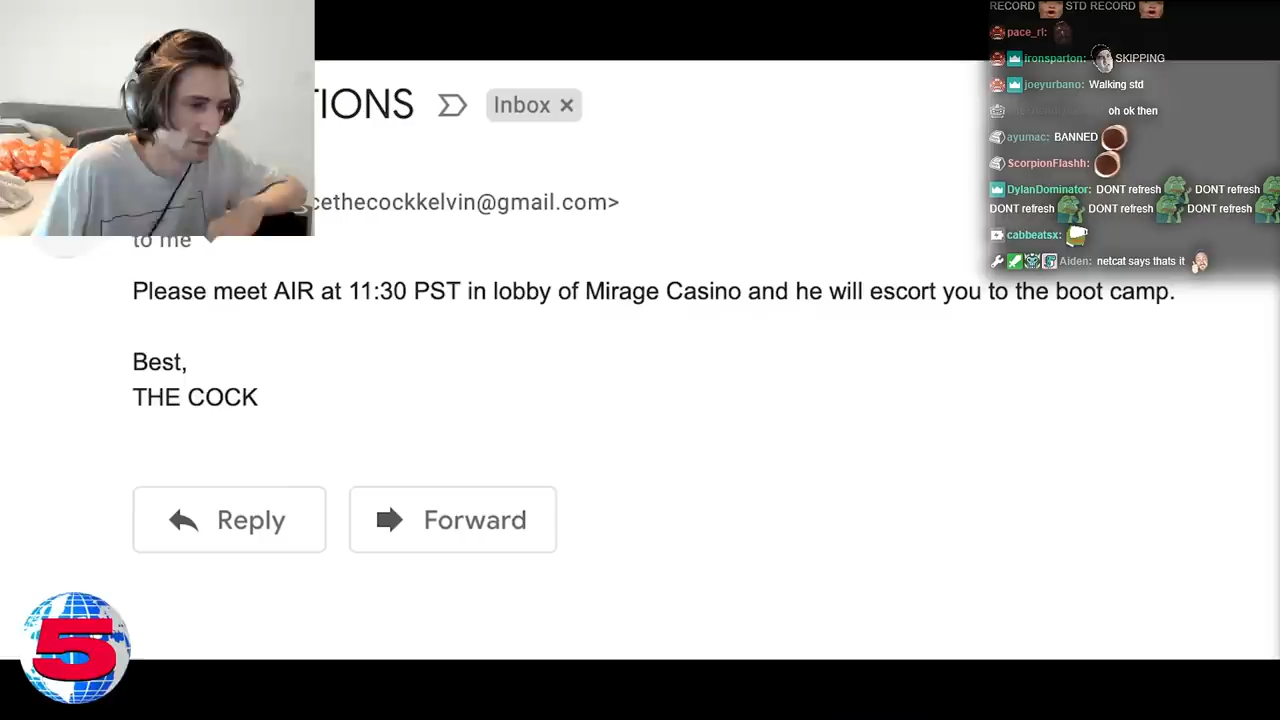 RECORD STD RECORD
pace_rl:
ironsparton: SKIPPING
TIONS Inbox ×
joeyurbano: Walking std
oh ok then
ayumac: BANNED
ScorpionFlashh:
DylanDominator: DONT refresh DONT refresh
cethecockkelvin@gmail.com>
DONT refresh DONT refresh DONT refresh
to me
cabbeatsx:
Aiden: netcat says thats it
Please meet AIR at 11:30 PST in lobby of Mirage Casino and he will escort you to the boot camp.
Best,
THE COCK
Reply Forward
5